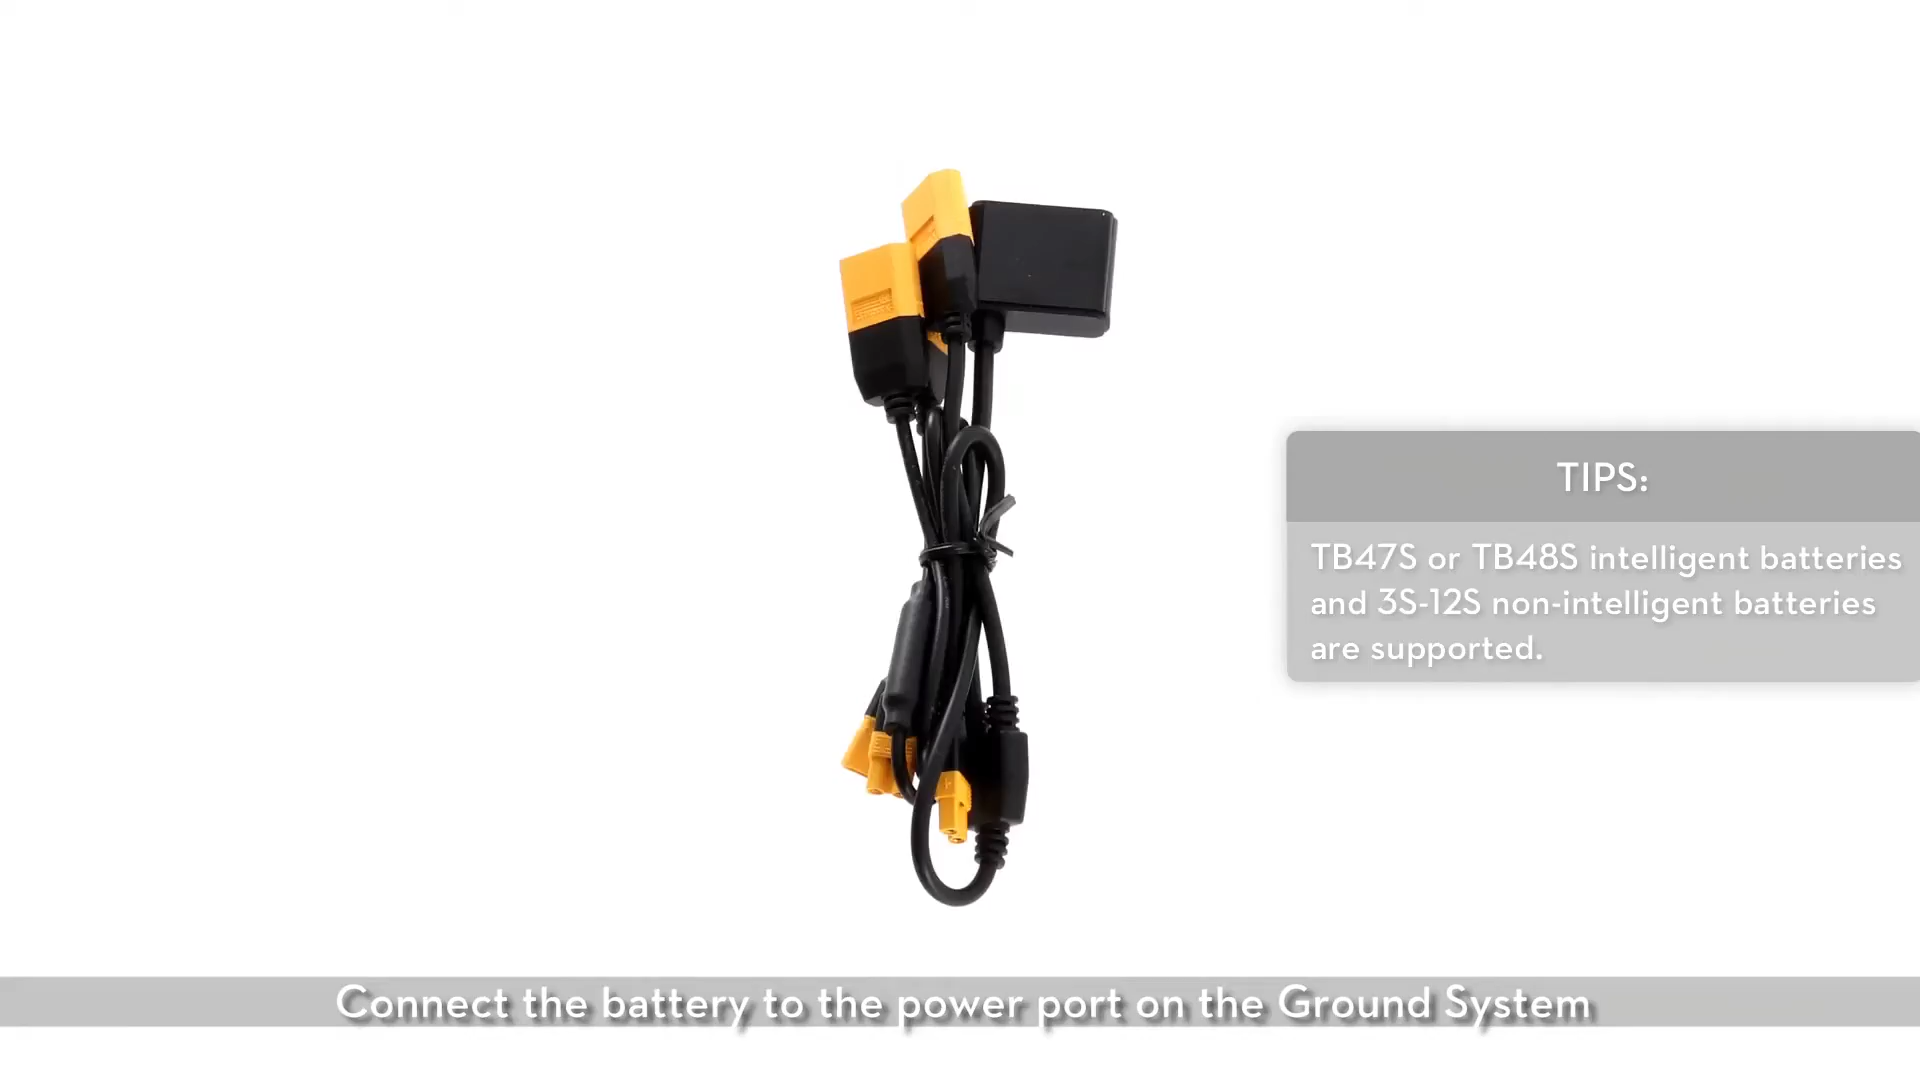 TIPS:
TB47S or TB48S intelligent batteries
and 3S-12S non-intelligent batteries
are supported.
Connect the battery to the power port on the Ground System